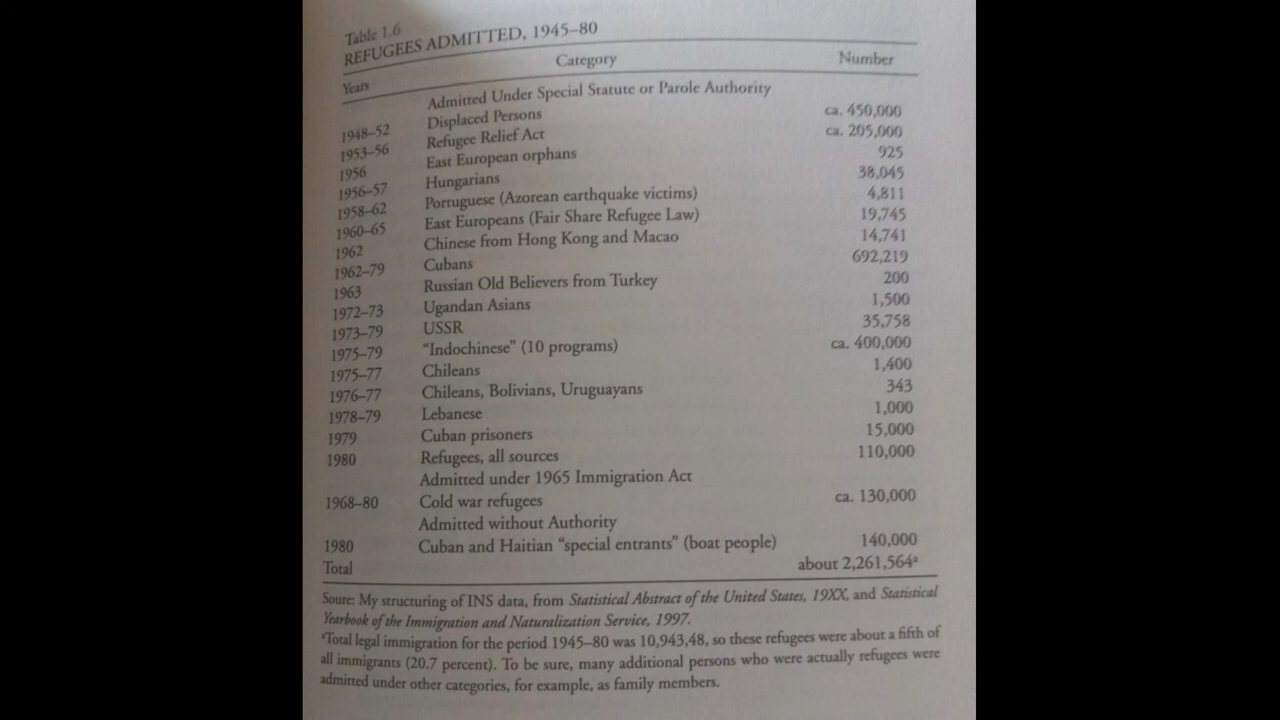 Table 1.6
REFUGEES ADMITTED, 1945–80
Years Category Number
Admitted Under Special Statute or Parole Authority
1948–52 Displaced Persons ca. 450,000
1953–56 Refugee Relief Act ca. 205,000
1956 East European orphans 925
1956–57 Hungarians 38,045
1958–62 Portuguese (Azorean earthquake victims) 4,811
1960–65 East Europeans (Fair Share Refugee Law) 19,745
1962 Chinese from Hong Kong and Macao 14,741
1962–79 Cubans 692,219
1963 Russian Old Believers from Turkey 200
1972–73 Ugandan Asians 1,500
1973–79 USSR 35,758
1975–79 “Indochinese” (10 programs) ca. 400,000
1975–77 Chileans 1,400
1976–77 Chileans, Bolivians, Uruguayans 343
1978–79 Lebanese 1,000
1979 Cuban prisoners 15,000
1980 Refugees, all sources 110,000
Admitted under 1965 Immigration Act
1968–80 Cold war refugees ca. 130,000
Admitted without Authority
1980 Cuban and Haitian “special entrants” (boat people) 140,000
Total about 2,261,564ª
Soure: My structuring of INS data, from Statistical Abstract of the United States, 19XX, and Statistical
Yearbook of the Immigration and Naturalization Service, 1997.
ªTotal legal immigration for the period 1945–80 was 10,943,48, so these refugees were about a fifth of
all immigrants (20.7 percent). To be sure, many additional persons who were actually refugees were
admitted under other categories, for example, as family members.